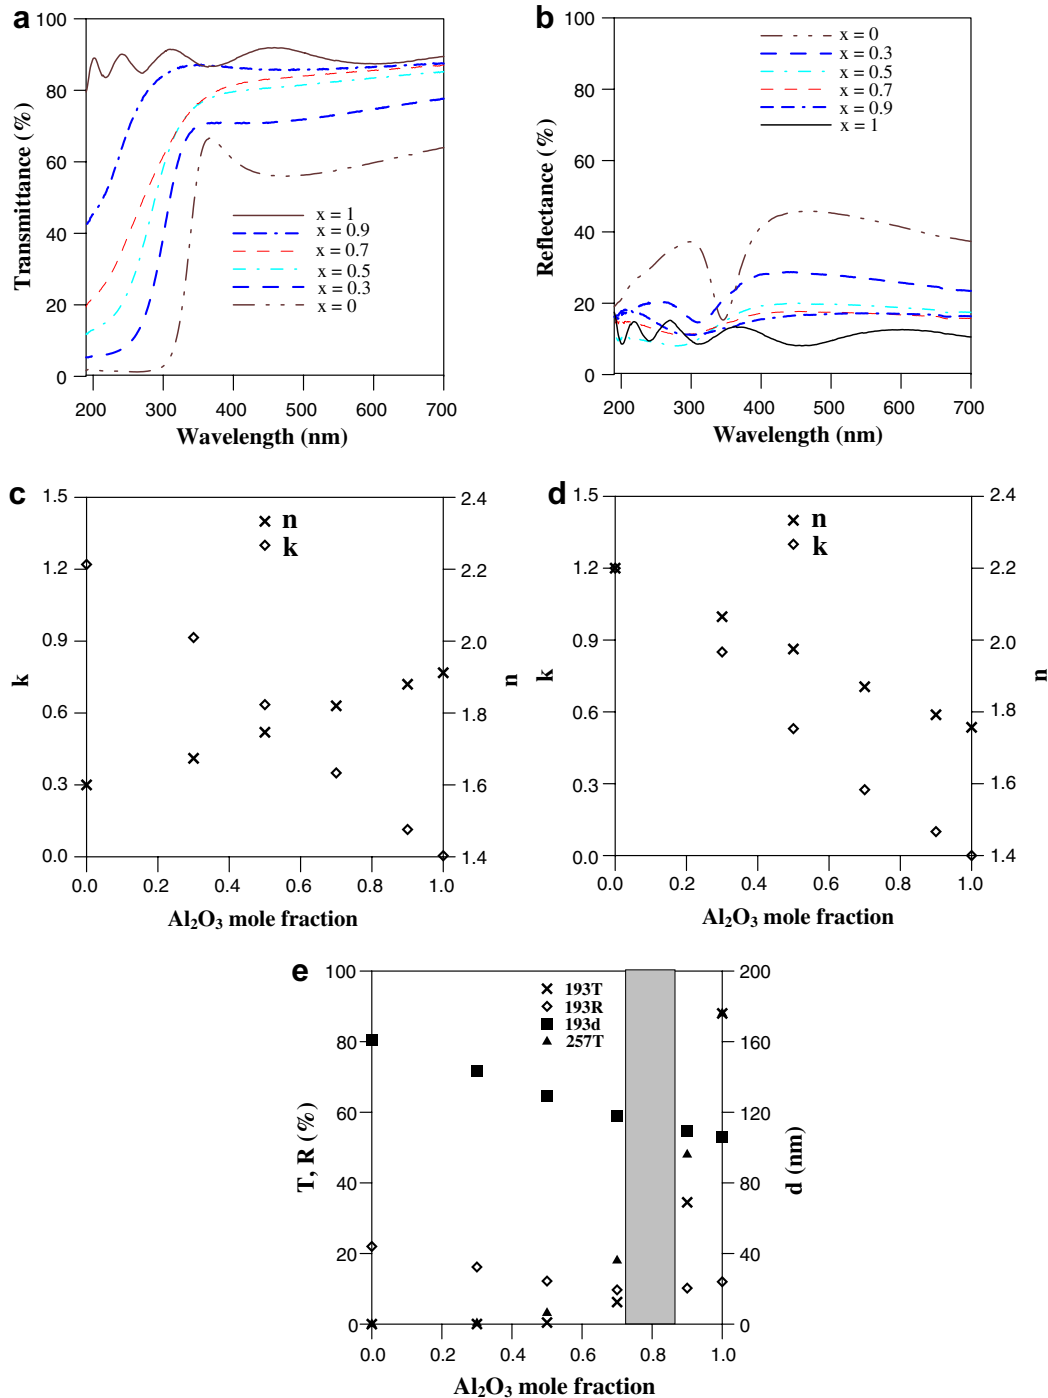 a
100
80
60
40
20
0
Transmittance (%)
x = 1
x = 0.9
x = 0.7
x = 0.5
x = 0.3
x = 0
200 300 400 500 600 700
Wavelength (nm)
b
100
80
60
40
20
0
Reflectance (%)
x = 0
x = 0.3
x = 0.5
x = 0.7
x = 0.9
x = 1
200 300 400 500 600 700
Wavelength (nm)
c
1.5
1.2
0.9
0.6
0.3
0.0
k
n
k
2.4
2.2
2.0
1.8
1.6
1.4
n
0.0 0.2 0.4 0.6 0.8 1.0
Al₂O₃ mole fraction
d
1.5
1.2
0.9
0.6
0.3
0.0
k
n
k
2.4
2.2
2.0
1.8
1.6
1.4
n
0.0 0.2 0.4 0.6 0.8 1.0
Al₂O₃ mole fraction
e
100
80
60
40
20
0
T, R (%)
193T
193R
193d
257T
200
160
120
80
40
0
d (nm)
0.0 0.2 0.4 0.6 0.8 1.0
Al₂O₃ mole fraction